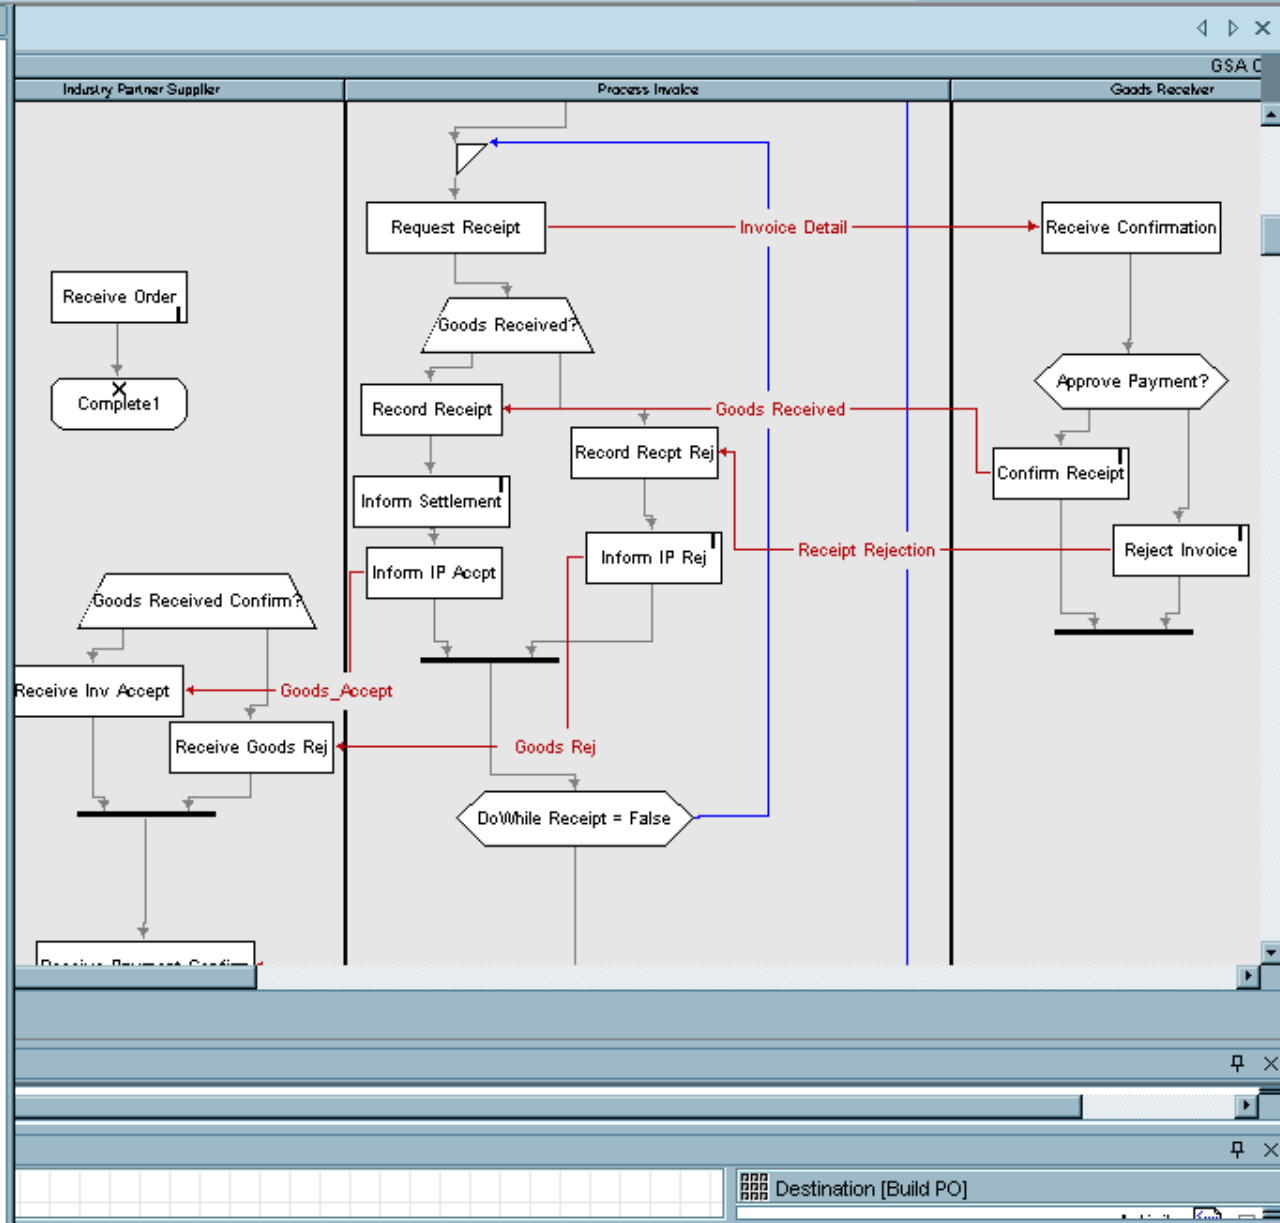 GSA
Industry Partner Supplier
Process Invoice
Goods Receiver
Request Receipt
Invoice Detail
Receive Confirmation
Receive Order
Goods Received?
Approve Payment?
Complete1
Record Receipt
Goods Received
Record Recpt Rej
Confirm Receipt
Inform Settlement
Receipt Rejection
Reject Invoice
Inform IP Rej
Inform IP Accpt
Goods Received Confirm?
Receive Inv Accept
Goods_Accept
Receive Goods Rej
Goods Rej
DoWhile Receipt = False
Receive Payment Confirm
Destination [Build PO]